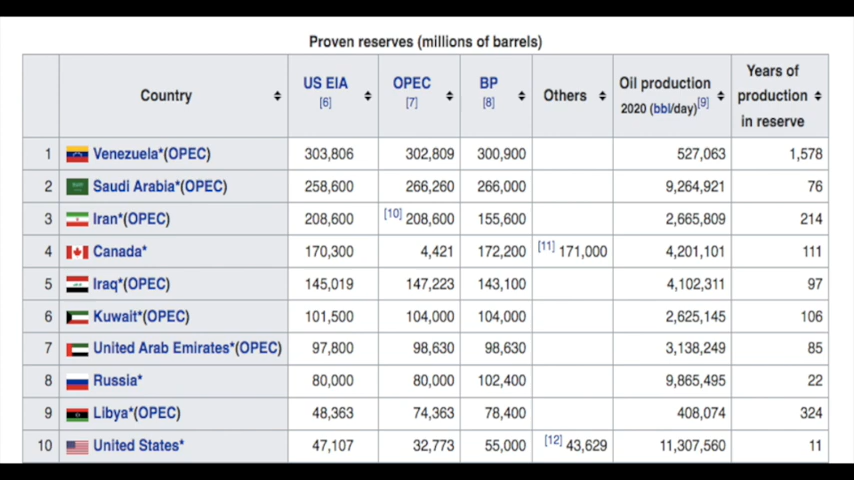 Proven reserves (millions of barrels)
Country US EIA [6] OPEC [7] BP [8] Others Oil production 2020 (bbl/day)[9] Years of production in reserve
1 Venezuela*(OPEC) 303,806 302,809 300,900 527,063 1,578
2 Saudi Arabia*(OPEC) 258,600 266,260 266,000 9,264,921 76
3 Iran*(OPEC) 208,600 [10] 208,600 155,600 2,665,809 214
4 Canada* 170,300 4,421 172,200 [11] 171,000 4,201,101 111
5 Iraq*(OPEC) 145,019 147,223 143,100 4,102,311 97
6 Kuwait*(OPEC) 101,500 104,000 104,000 2,625,145 106
7 United Arab Emirates*(OPEC) 97,800 98,630 98,630 3,138,249 85
8 Russia* 80,000 80,000 102,400 9,865,495 22
9 Libya*(OPEC) 48,363 74,363 78,400 408,074 324
10 United States* 47,107 32,773 55,000 [12] 43,629 11,307,560 11